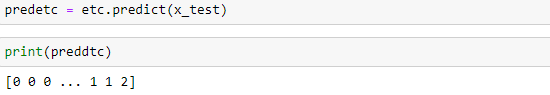 predetc = etc.predict(x_test)
print(preddtc)
[0 0 0 ... 1 1 2]